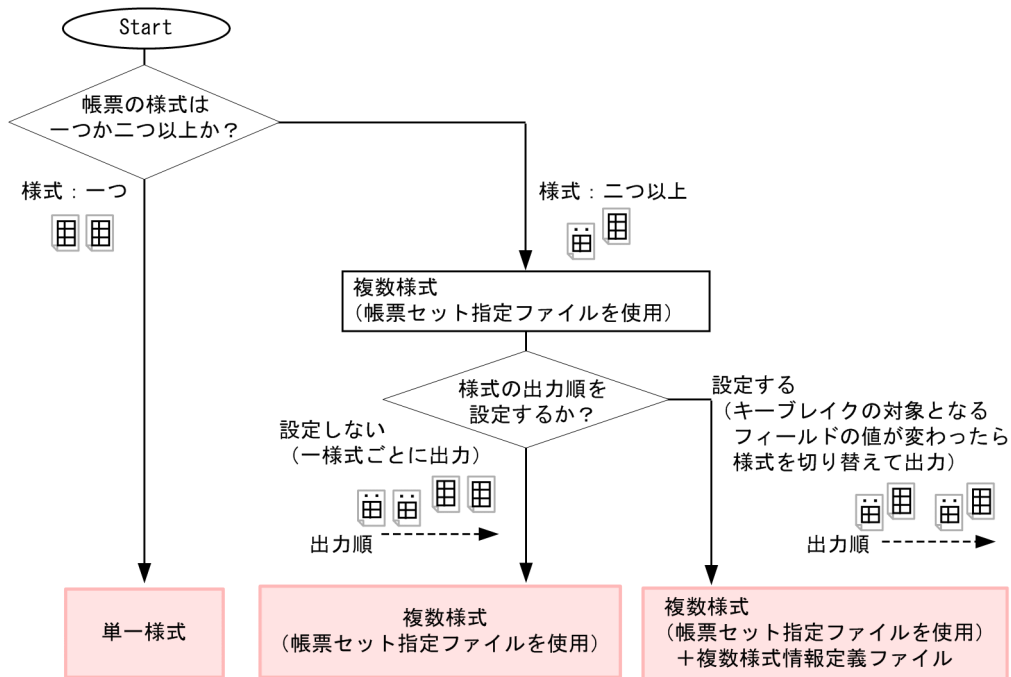 Start
帳票の様式は
一つか二つ以上か？
様式：一つ
様式：二つ以上
複数様式
（帳票セット指定ファイルを使用）
様式の出力順を
設定するか？
設定しない
（一様式ごとに出力）
出力順
設定する
（キーブレイクの対象となる
フィールドの値が変わったら
様式を切り替えて出力）
出力順
単一様式
複数様式
（帳票セット指定ファイルを使用）
複数様式
（帳票セット指定ファイルを使用）
＋複数様式情報定義ファイル